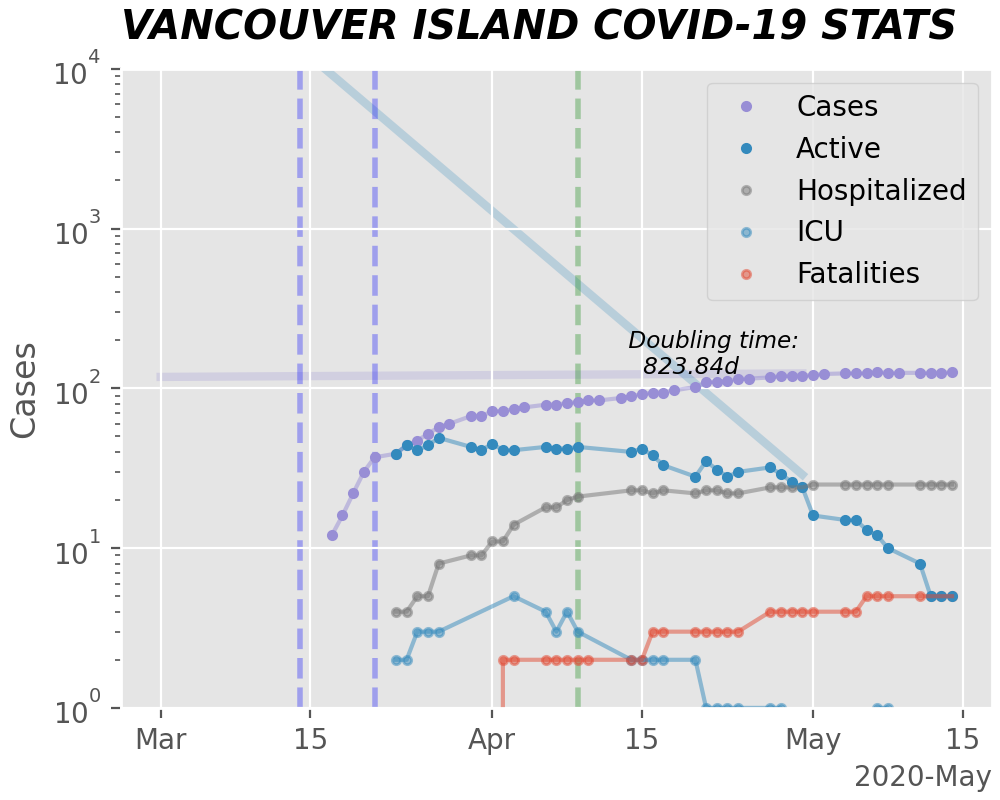 VANCOUVER ISLAND COVID-19 STATS
Cases
10^4
10^3
10^2
10^1
10^0
Cases
Active
Hospitalized
ICU
Fatalities
Doubling time:
823.84d
Mar 15 Apr 15 May 15
2020-May